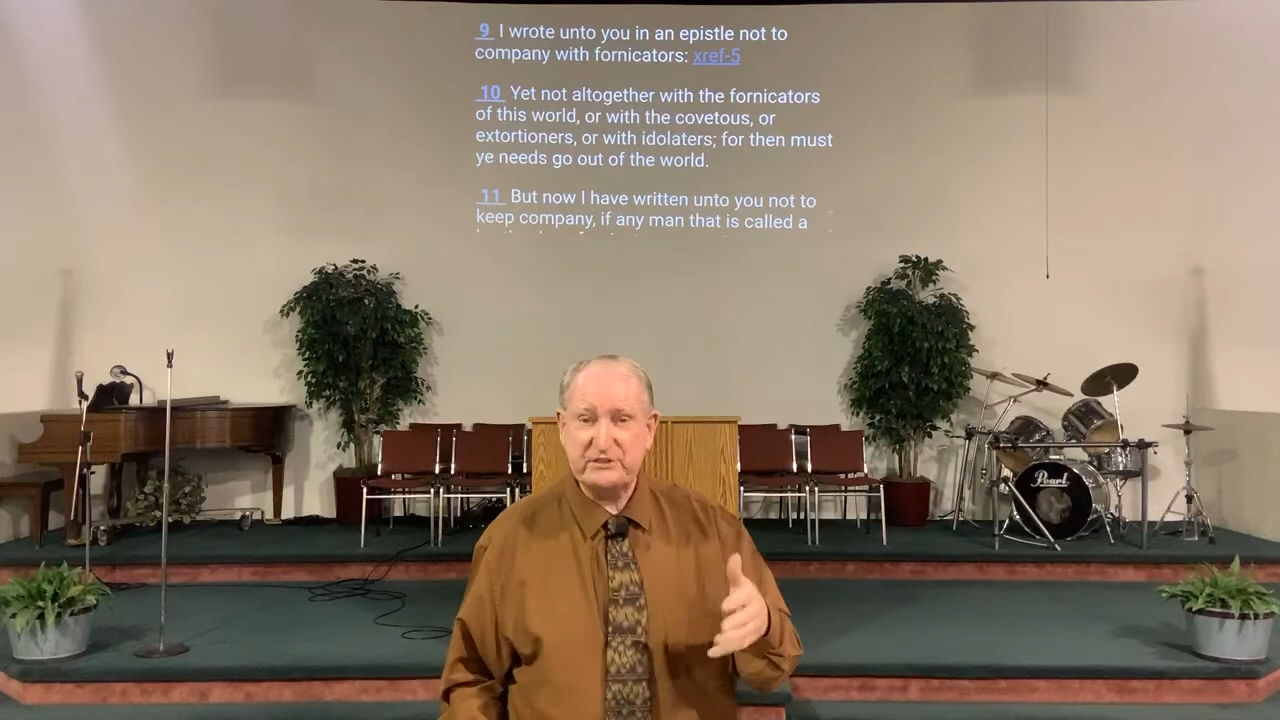 9 I wrote unto you in an epistle not to
company with fornicators: xref-5
10 Yet not altogether with the fornicators
of this world, or with the covetous, or
extortioners, or with idolaters; for then must
ye needs go out of the world.
11 But now I have written unto you not to
keep company, if any man that is called a
Pearl